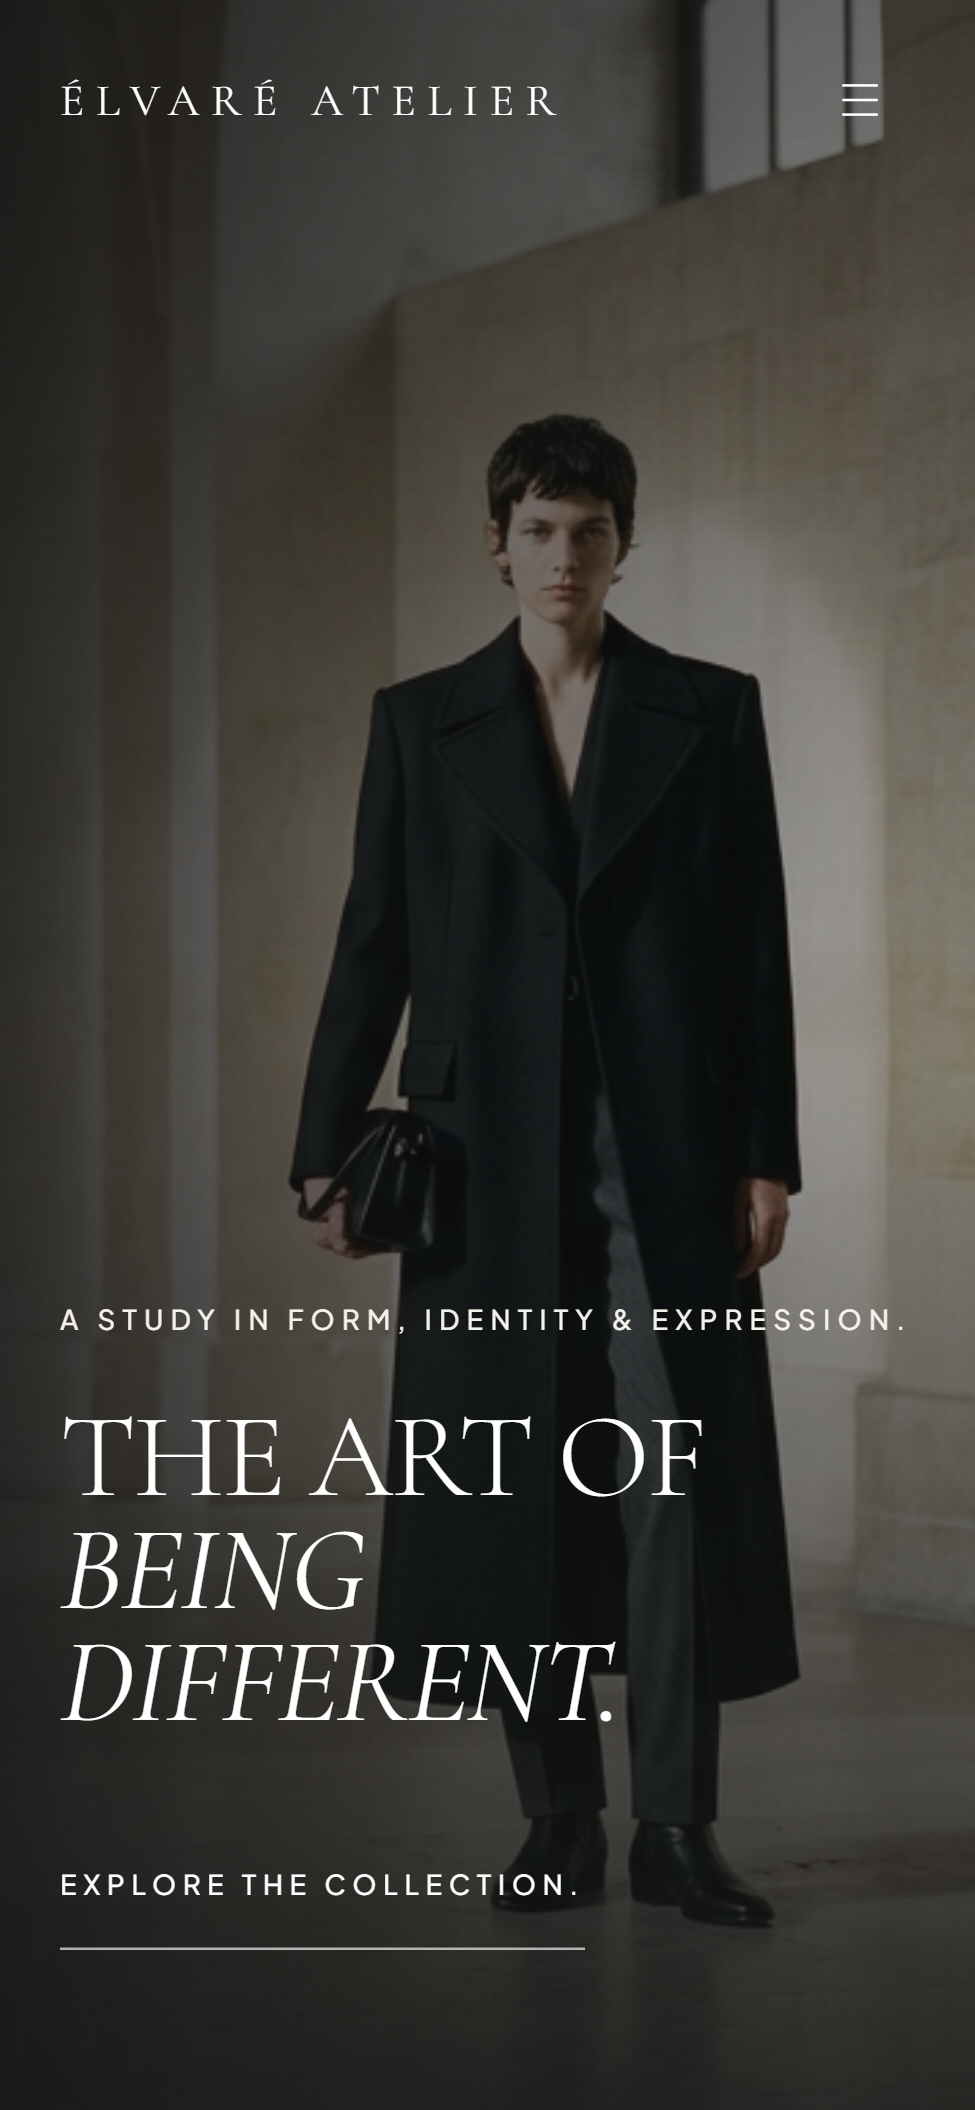 ÉLVARÉ ATELIER
A STUDY IN FORM, IDENTITY & EXPRESSION.
THE ART OF
BEING
DIFFERENT.
EXPLORE THE COLLECTION.